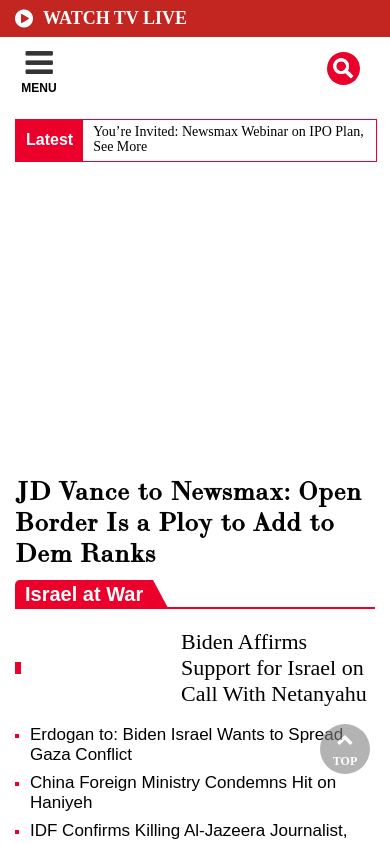 WATCH TV LIVE
MENU
Latest
You’re Invited: Newsmax Webinar on IPO Plan,
See More
JD Vance to Newsmax: Open
Border Is a Ploy to Add to
Dem Ranks
Israel at War
Biden Affirms
Support for Israel on
Call With Netanyahu
Erdogan to: Biden Israel Wants to Spread
Gaza Conflict
TOP
China Foreign Ministry Condemns Hit on
Haniyeh
IDF Confirms Killing Al-Jazeera Journalist,